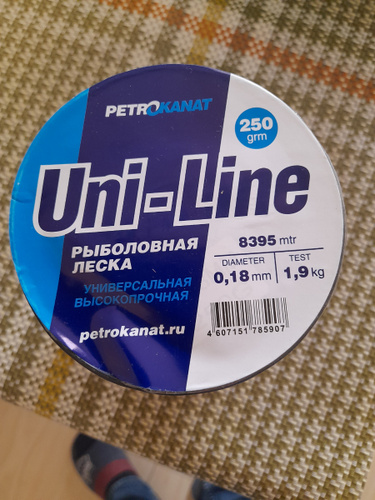 PETROKANAT
250
grm
Uni-Line
РЫБОЛОВНАЯ
ЛЕСКА
УНИВЕРСАЛЬНАЯ
ВЫСОКОПРОЧНАЯ
petrokanat.ru
8395 mtr
DIAMETER TEST
0,18 mm 1,9 kg
4 607151 785907